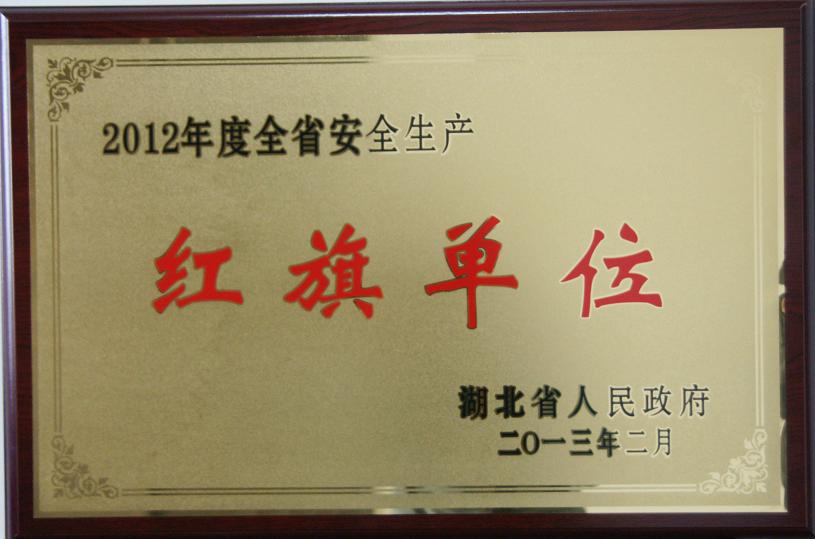 2012年度全省安全生产
红旗单位
湖北省人民政府
二〇一三年二月